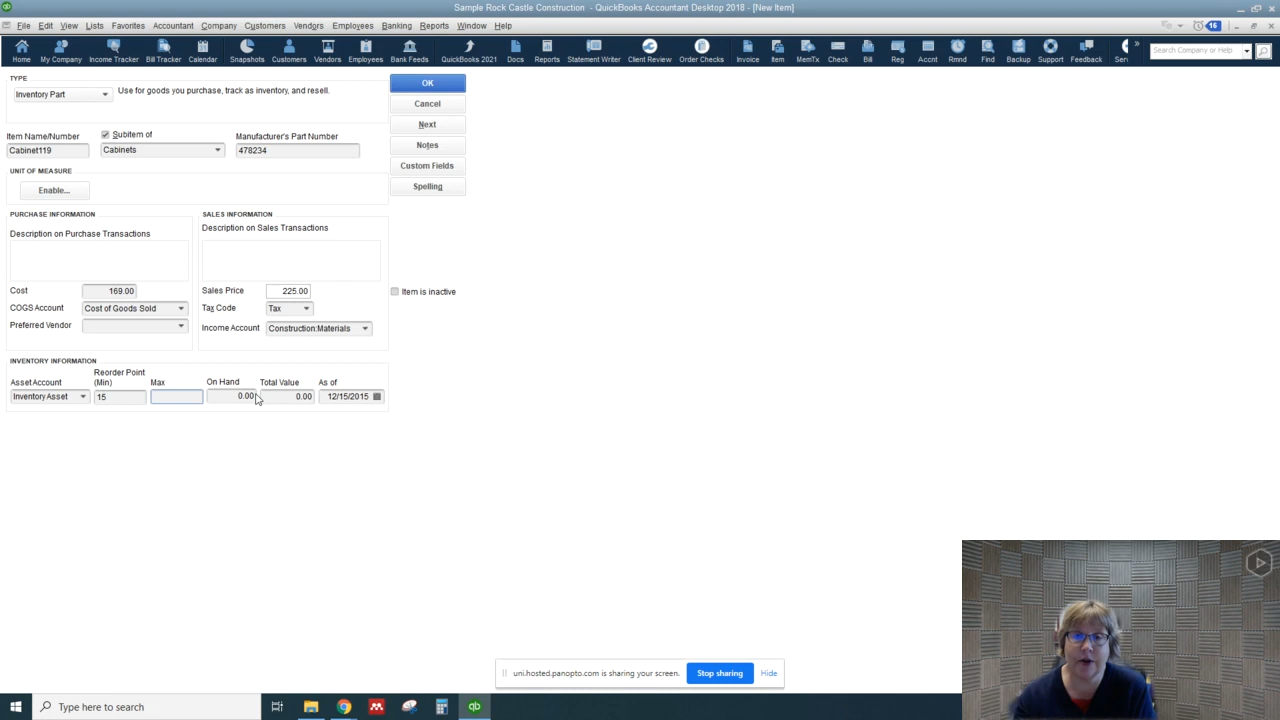 Sample Rock Castle Construction - QuickBooks Accountant Desktop 2018 - [New Item]
File Edit View Lists Favorites Accountant Company Customers Vendors Employees Banking Reports Window Help
16
Home My Company Income Tracker Bill Tracker Calendar Snapshots Customers Vendors Employees Bank Feeds QuickBooks 2021 Docs Reports Statement Writer Client Review Order Checks Invoice Item MemTx Check Bill Reg Accnt Rmnd Find Backup Support Feedback Serv
Search Company or Help
TYPE
Inventory Part
Use for goods you purchase, track as inventory, and resell.
OK
Cancel
Next
Notes
Custom Fields
Spelling
Item Name/Number
Subitem of
Manufacturer's Part Number
Cabinet119
Cabinets
478234
UNIT OF MEASURE
Enable...
PURCHASE INFORMATION
Description on Purchase Transactions
Cost
169.00
COGS Account
Cost of Goods Sold
Preferred Vendor
SALES INFORMATION
Description on Sales Transactions
Sales Price
225.00
Tax Code
Tax
Income Account
Construction:Materials
Item is inactive
INVENTORY INFORMATION
Asset Account
Reorder Point (Min)
Max
On Hand
Total Value
As of
Inventory Asset
15
0.00
0.00
12/15/2015
uni.hosted.panopto.com is sharing your screen.
Stop sharing
Hide
Type here to search
qb